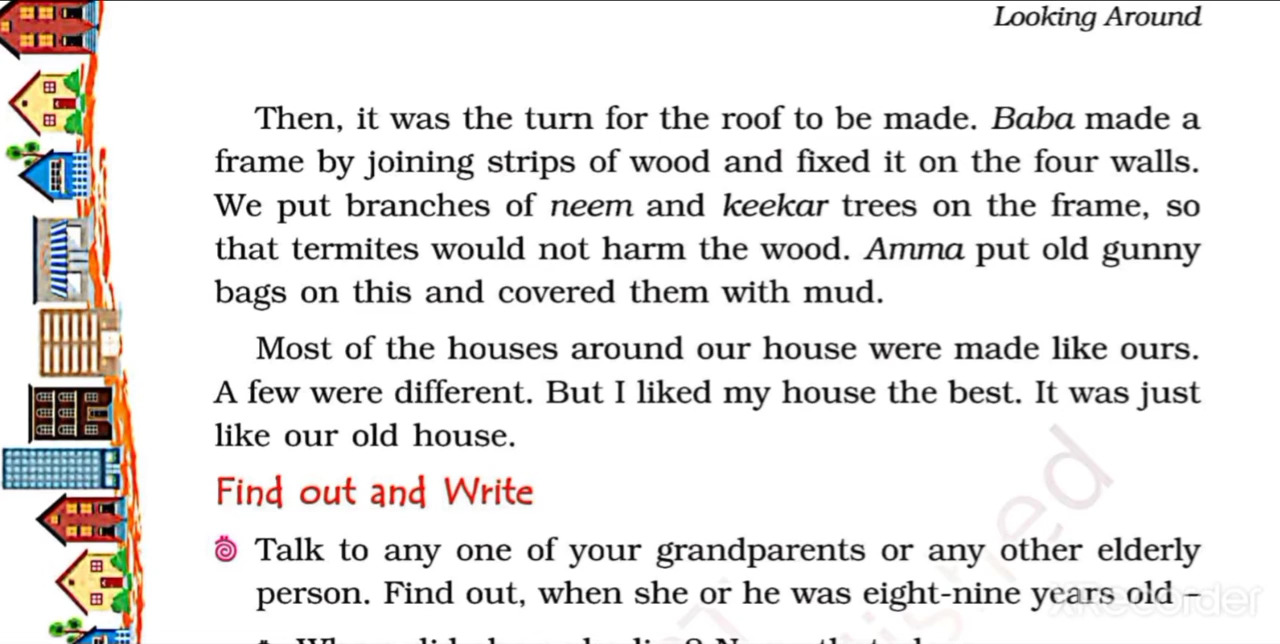 Looking Around
Then, it was the turn for the roof to be made. Baba made a
frame by joining strips of wood and fixed it on the four walls.
We put branches of neem and keekar trees on the frame, so
that termites would not harm the wood. Amma put old gunny
bags on this and covered them with mud.
Most of the houses around our house were made like ours.
A few were different. But I liked my house the best. It was just
like our old house.
Find out and Write
Talk to any one of your grandparents or any other elderly
person. Find out, when she or he was eight-nine years old –
XRecorder